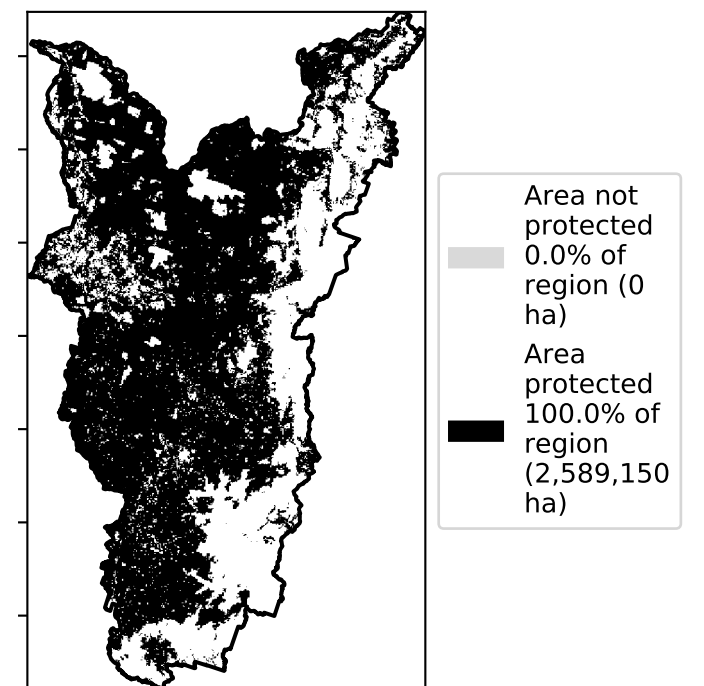 Area not
protected
0.0% of
region (0
ha)
Area
protected
100.0% of
region
(2,589,150
ha)